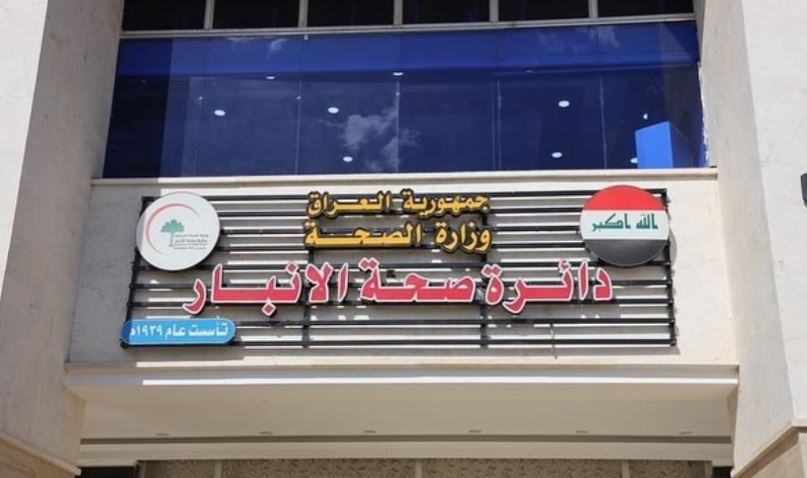 جمهورية العراق
وزارة الصحة
الله اكبر
دائرة صحة الانبار
تأسست عام ١٩٣٩م